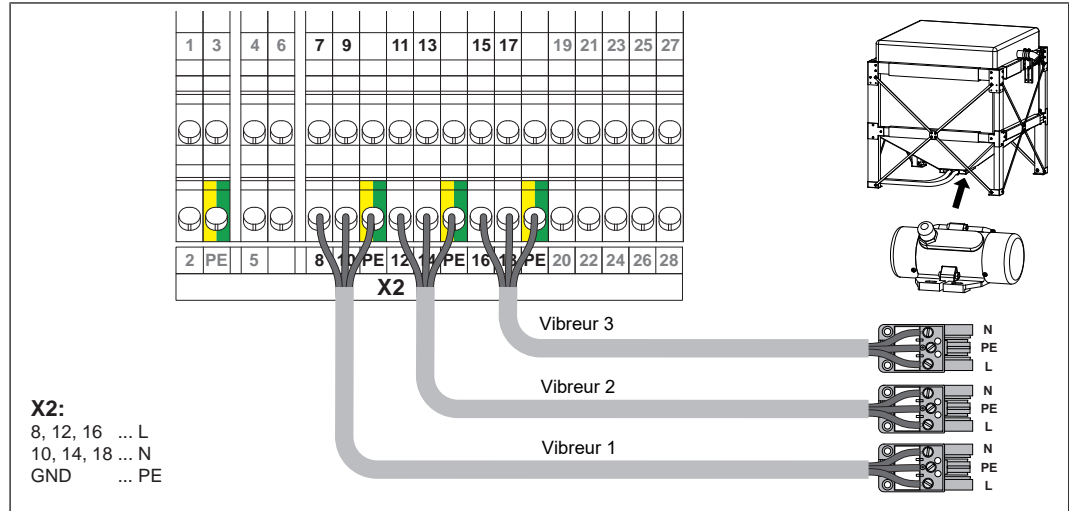 1 3 4 6 7 9 11 13 15 17 19 21 23 25 27
2 PE 5 8 10 PE 12 14 PE 16 18 PE 20 22 24 26 28
X2
Vibreur 3
N
PE
L
Vibreur 2
N
PE
L
Vibreur 1
N
PE
L
X2:
8, 12, 16 ... L
10, 14, 18 ... N
GND ... PE